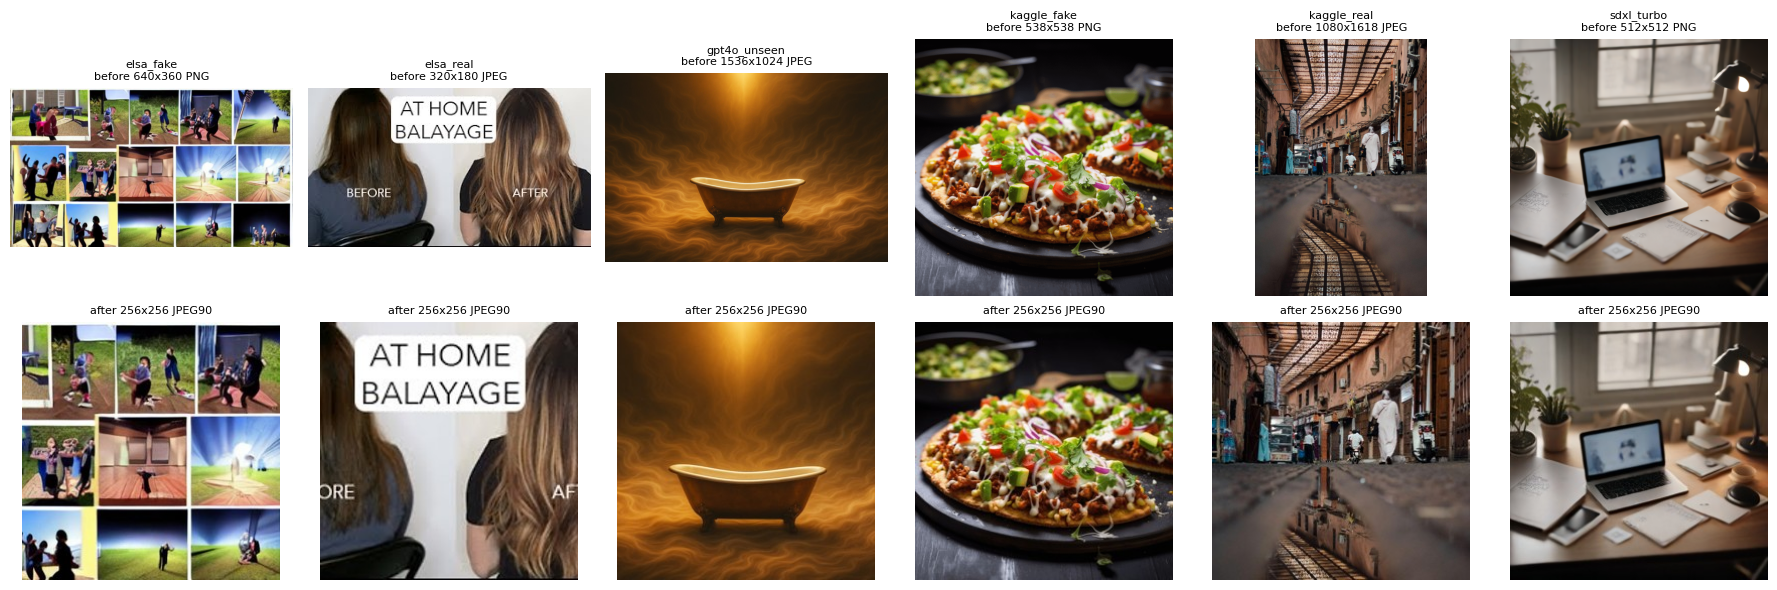 elsa_fake
before 640x360 PNG
elsa_real
before 320x180 JPEG
gpt4o_unseen
before 1536x1024 JPEG
kaggle_fake
before 538x538 PNG
kaggle_real
before 1080x1618 JPEG
sdxl_turbo
before 512x512 PNG
AT HOME
BALAYAGE
BEFORE
AFTER
after 256x256 JPEG90
after 256x256 JPEG90
after 256x256 JPEG90
after 256x256 JPEG90
after 256x256 JPEG90
after 256x256 JPEG90
AT HOME
BALAYAGE
ORE
AF